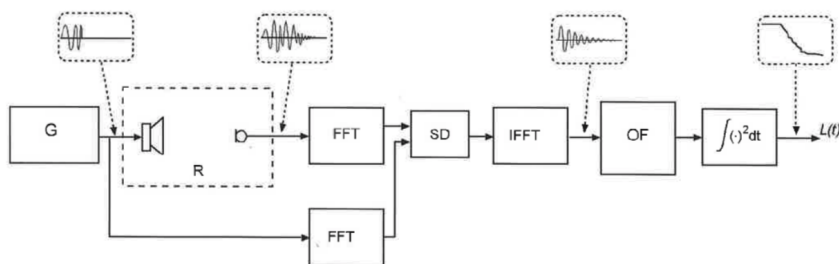 G
R
FFT
SD
IFFT
OF
∫(·)²dt
L(t)
FFT